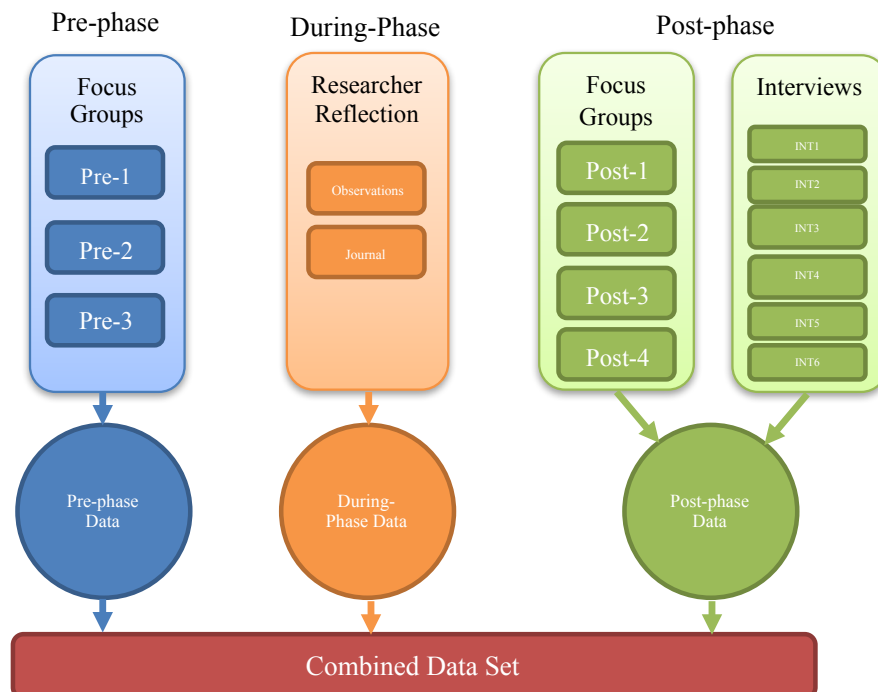 Pre-phase
During-Phase
Post-phase
Focus
Groups
Pre-1
Pre-2
Pre-3
Researcher
Reflection
Observations
Journal
Focus
Groups
Post-1
Post-2
Post-3
Post-4
Interviews
INT1
INT2
INT3
INT4
INT5
INT6
Pre-phase
Data
During-
Phase Data
Post-phase
Data
Combined Data Set